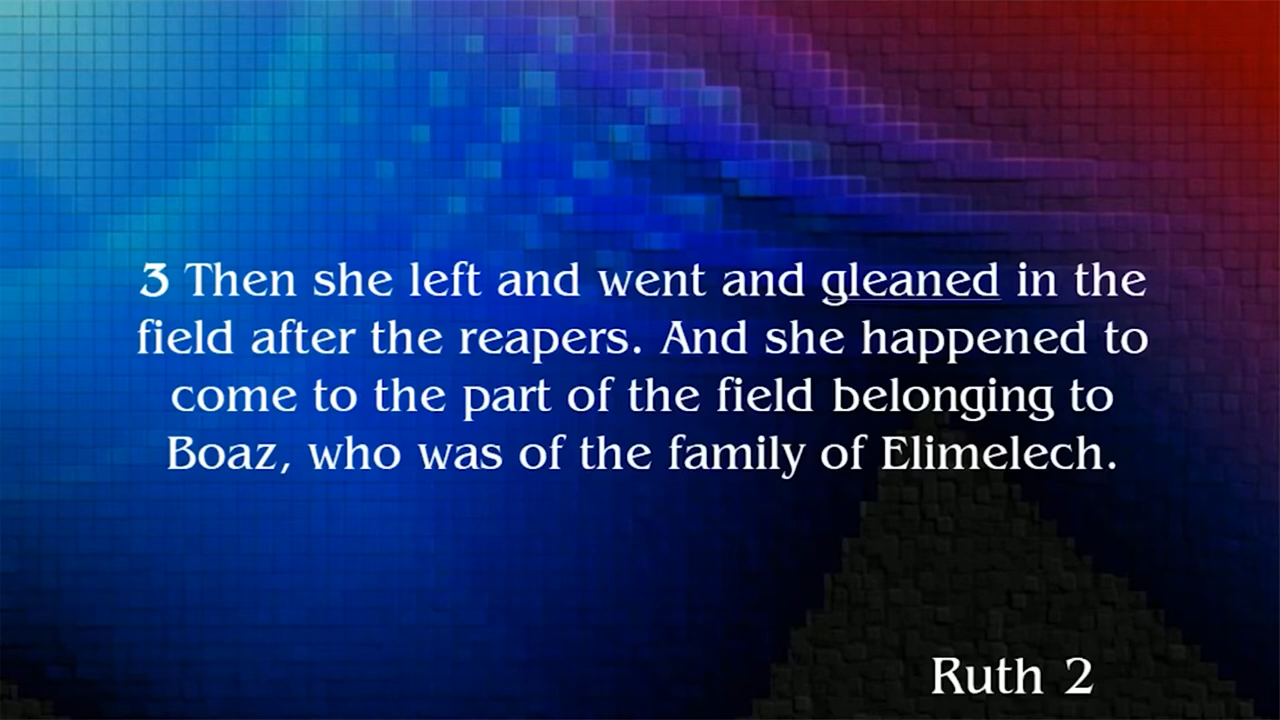 3 Then she left and went and gleaned in the
field after the reapers. And she happened to
come to the part of the field belonging to
Boaz, who was of the family of Elimelech.
Ruth 2